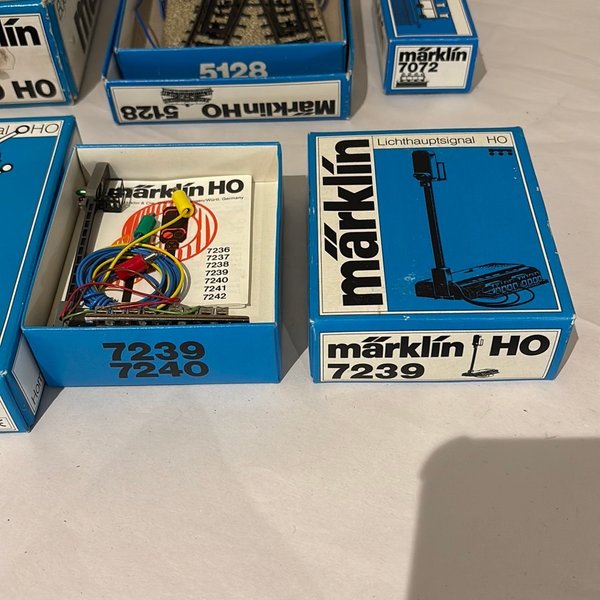 märklin
HO
5128
märklin HO
5128
märklin
7072
HO
märklin HO
7236
7237
7238
7239
7240
7241
7242
7239
7240
märklin
Lichthauptsignal HO
märklin HO
7239